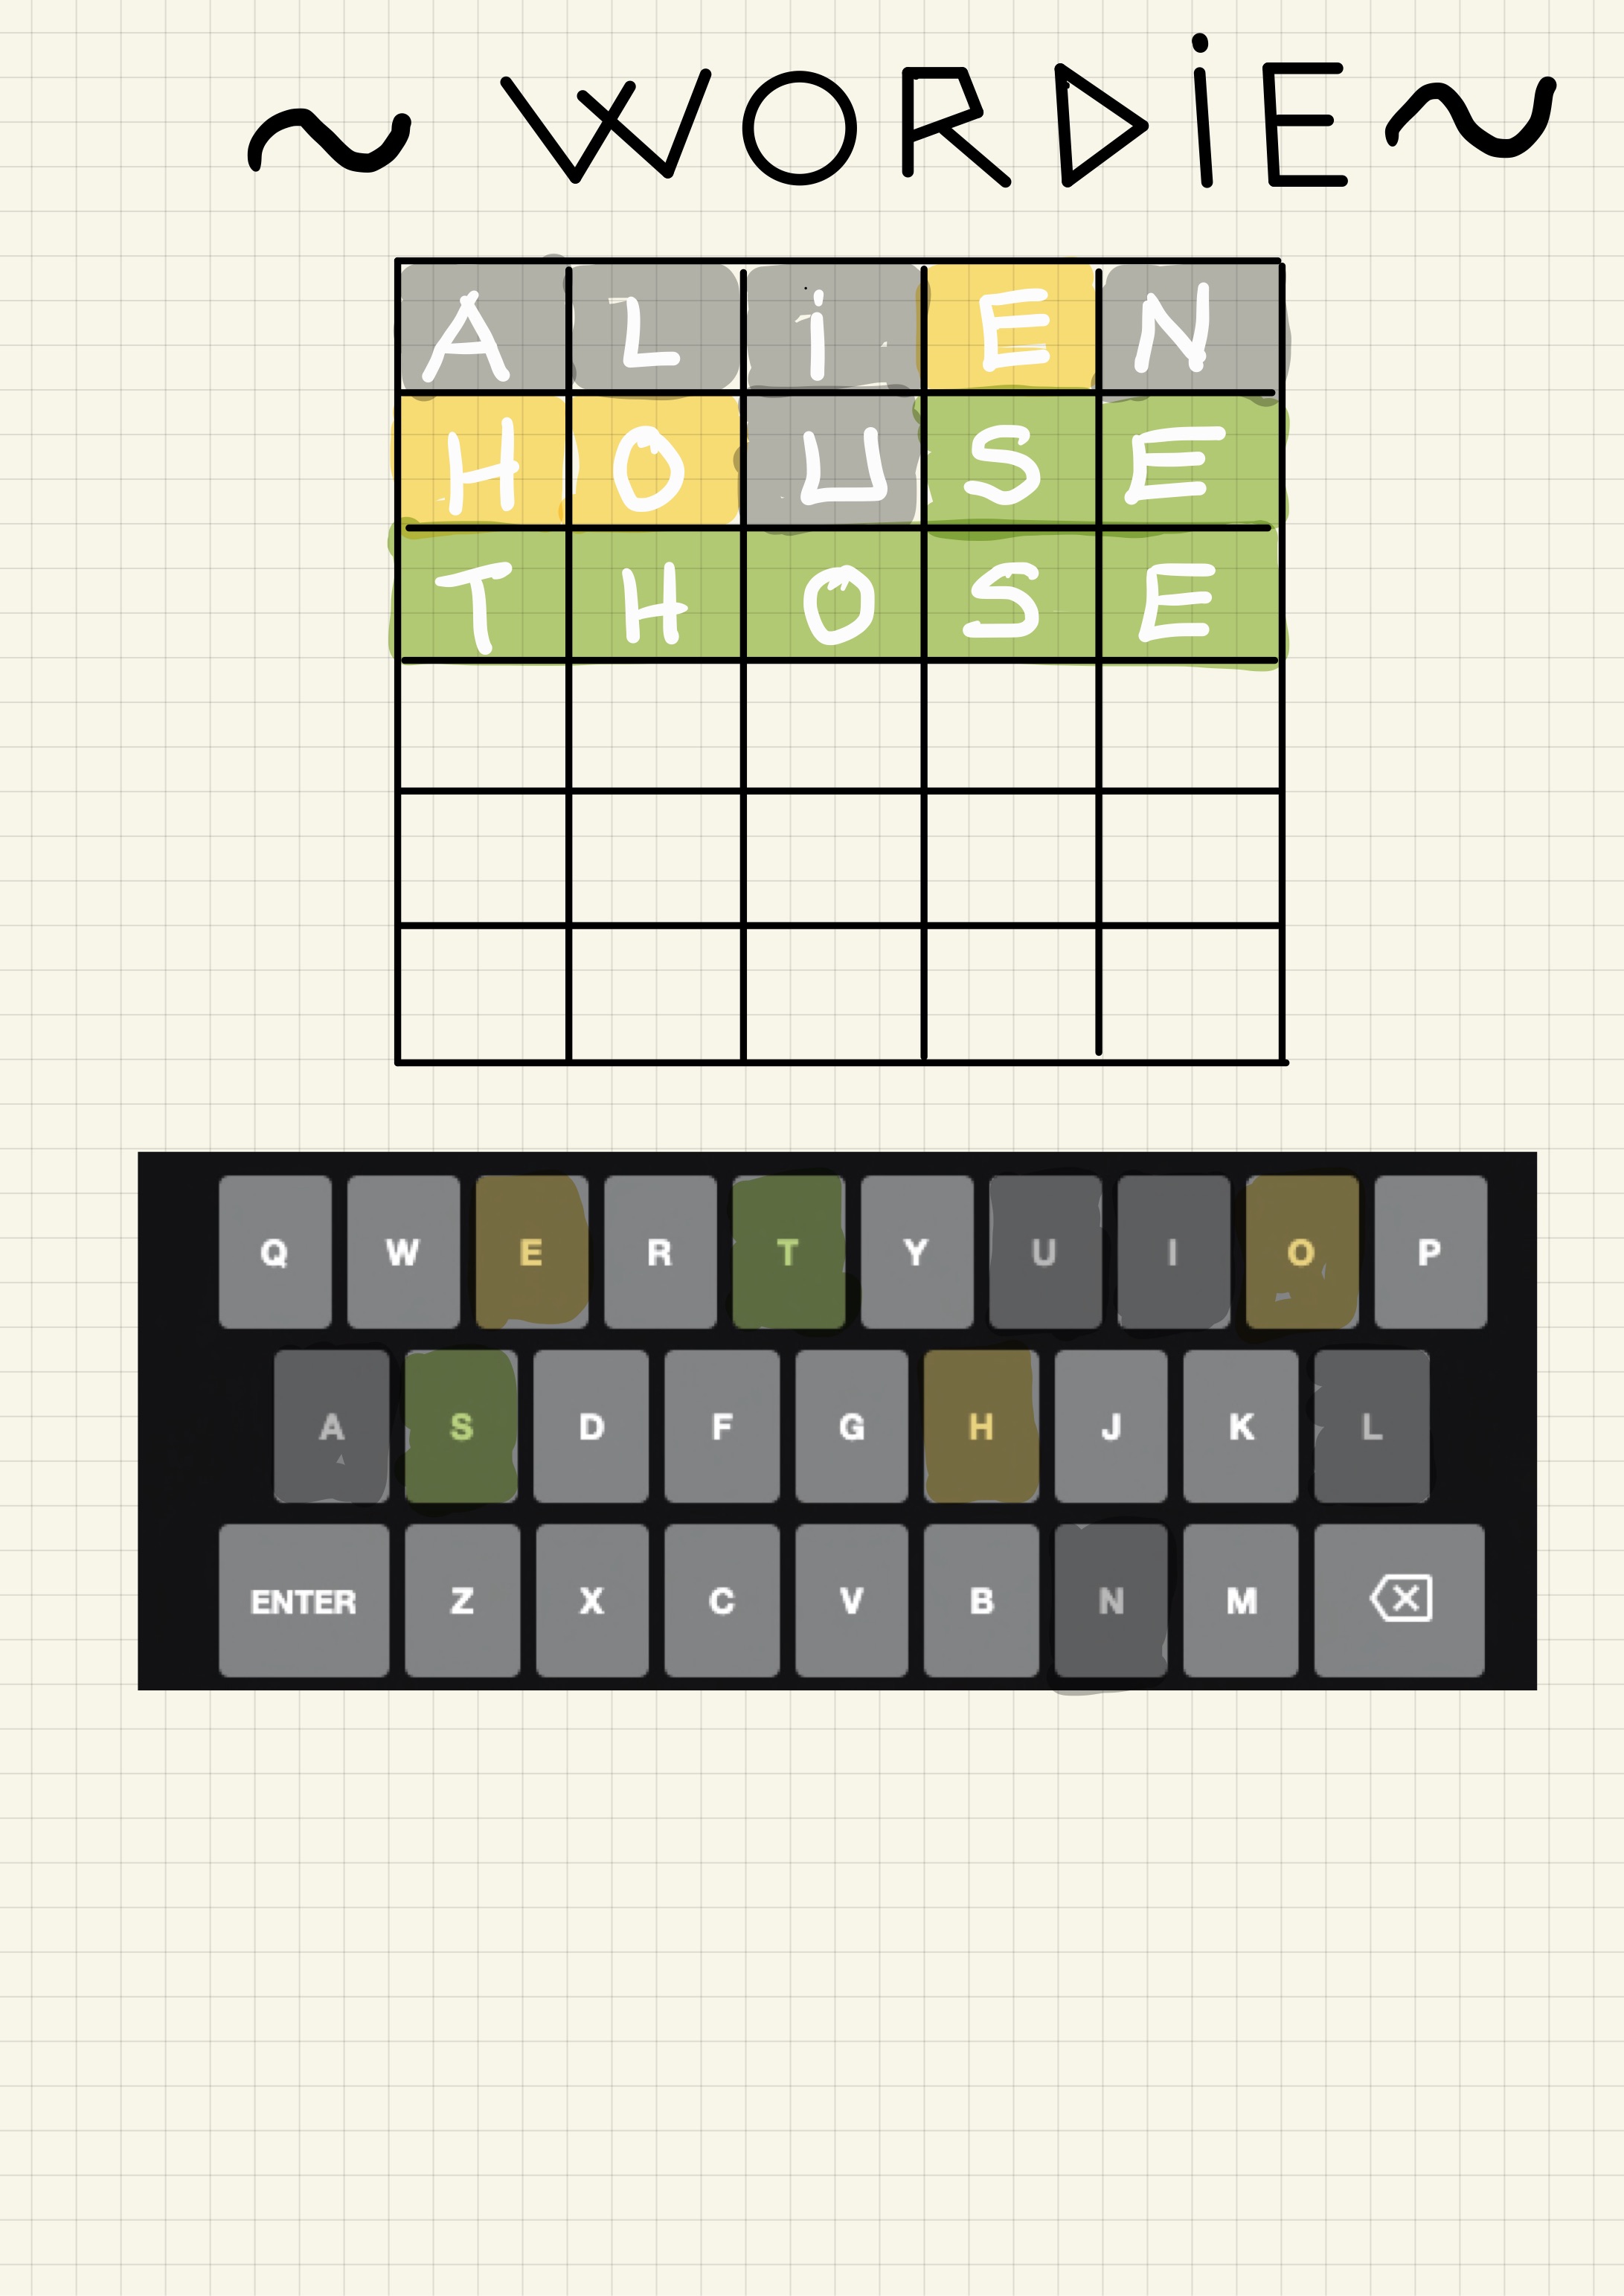 ~ WORDiE ~
A L i E N
H O U S E
T H O S E
Q W E R T Y U I O P
A S D F G H J K L
ENTER Z X C V B N M